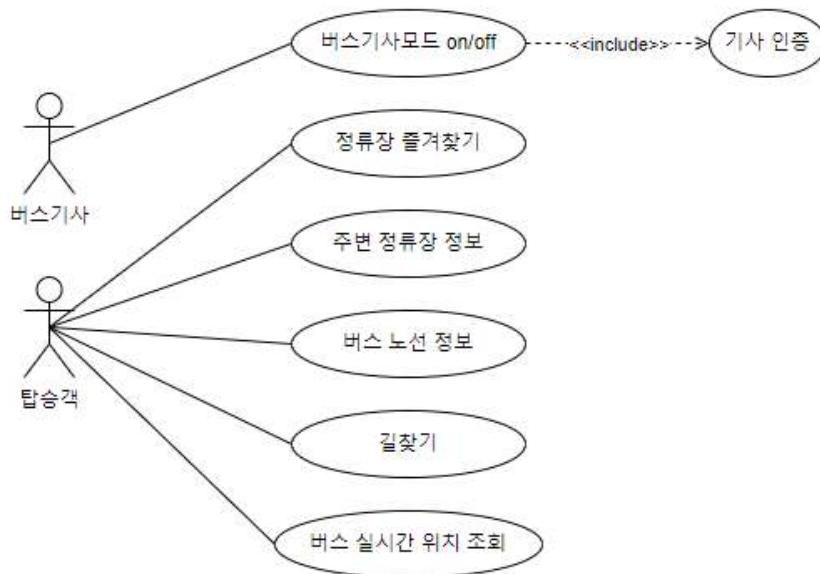 버스기사모드 on/off
<<include>>
기사 인증
정류장 즐겨찾기
버스기사
주변 정류장 정보
버스 노선 정보
탑승객
길찾기
버스 실시간 위치 조회